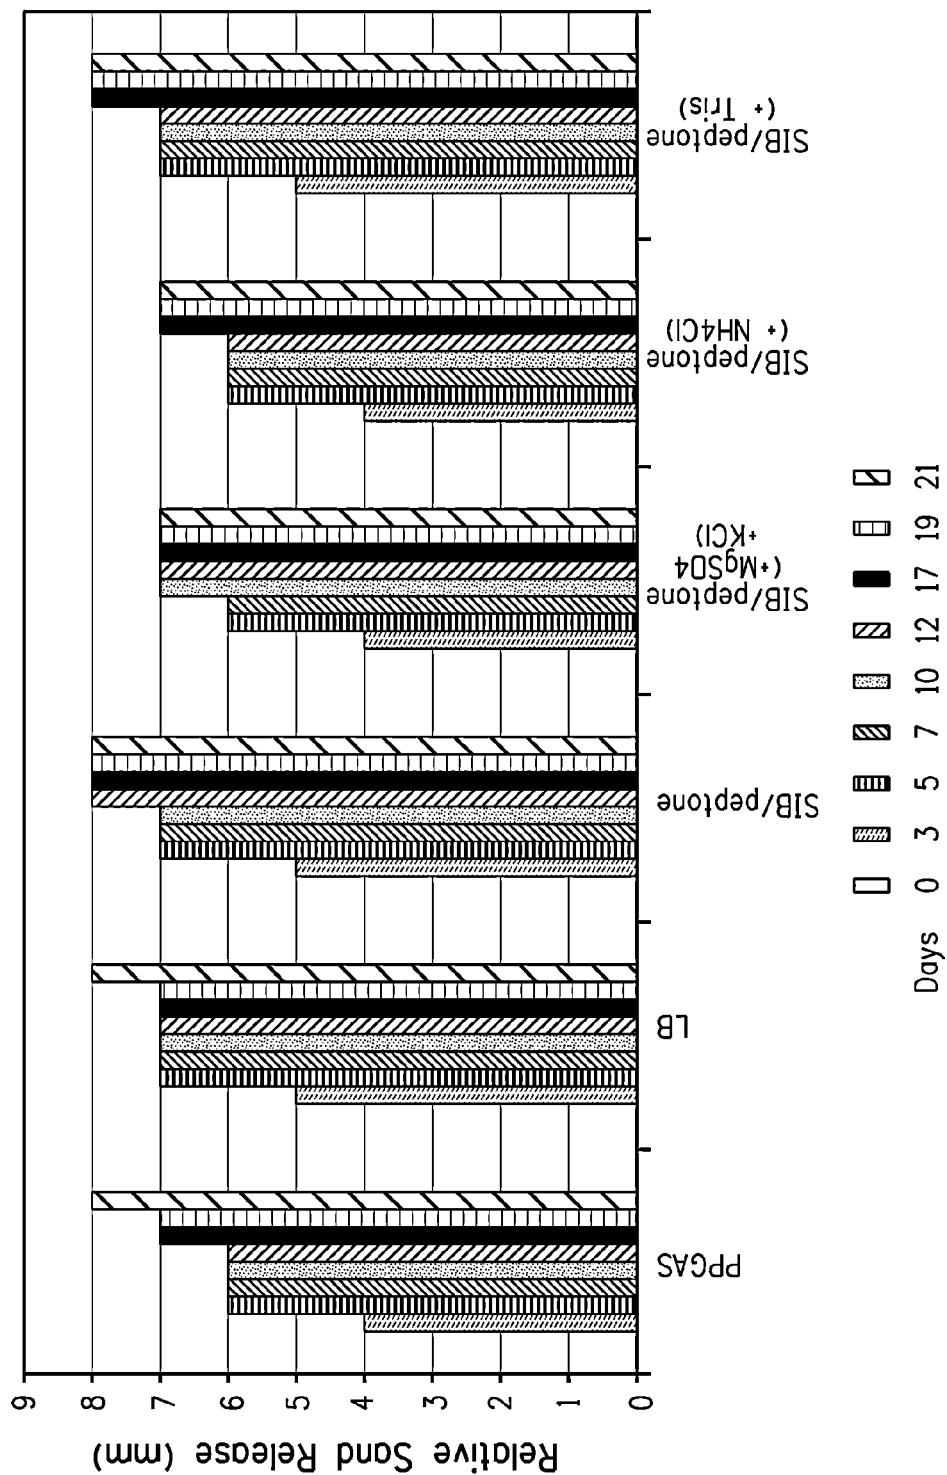 Relative Sand Release (mm)
9
8
7
6
5
4
3
2
1
0
PPGAS
LB
SIB/peptone
SIB/peptone
(+MgSO4
+KCl)
SIB/peptone
(+ NH4Cl)
SIB/peptone
(+ Tris)
Days 0 3 5 7 10 12 17 19 21